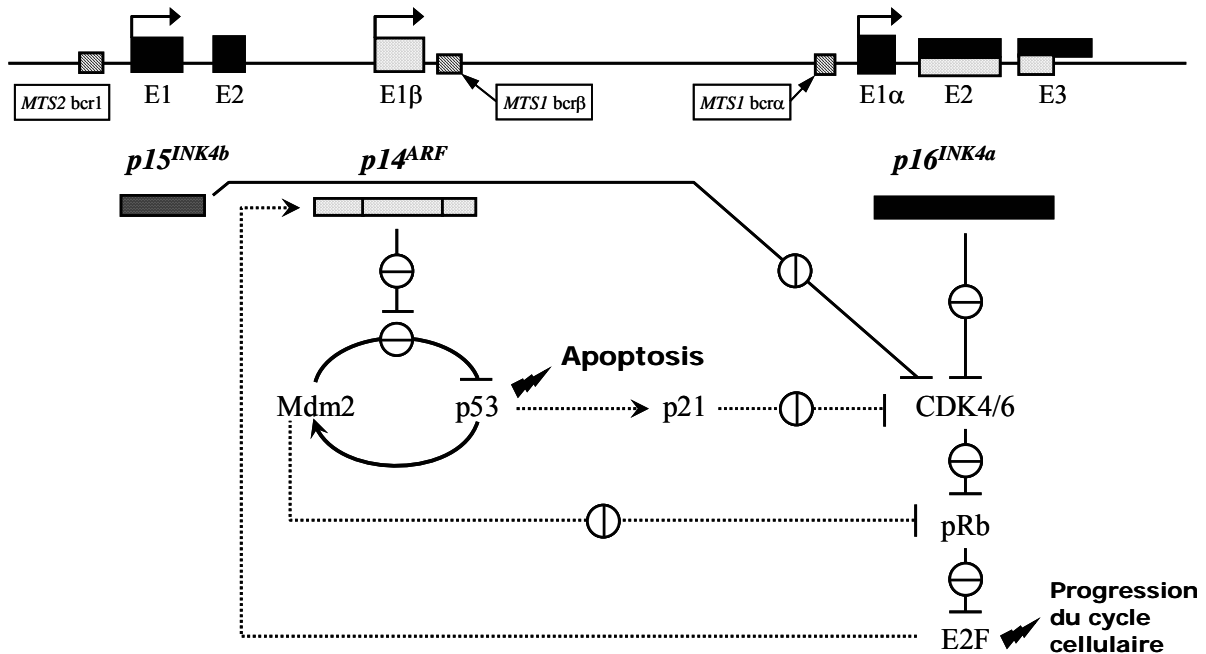 MTS2 bcr1
E1
E2
E1β
MTS1 bcrβ
MTS1 bcrα
E1α
E2
E3
p15INK4b
p14ARF
p16INK4a
Apoptosis
Mdm2
p53
p21
CDK4/6
pRb
E2F
Progression
du cycle
cellulaire